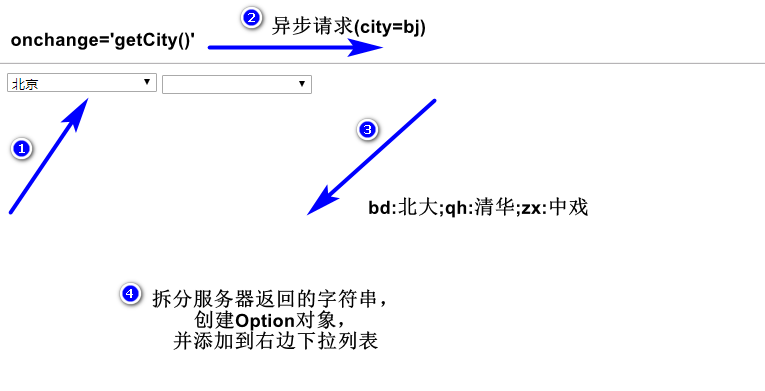 ② 异步请求(city=bj)
onchange='getCity()'
北京
①
③
bd:北大;qh:清华;zx:中戏
④ 拆分服务器返回的字符串，
创建Option对象，
并添加到右边下拉列表